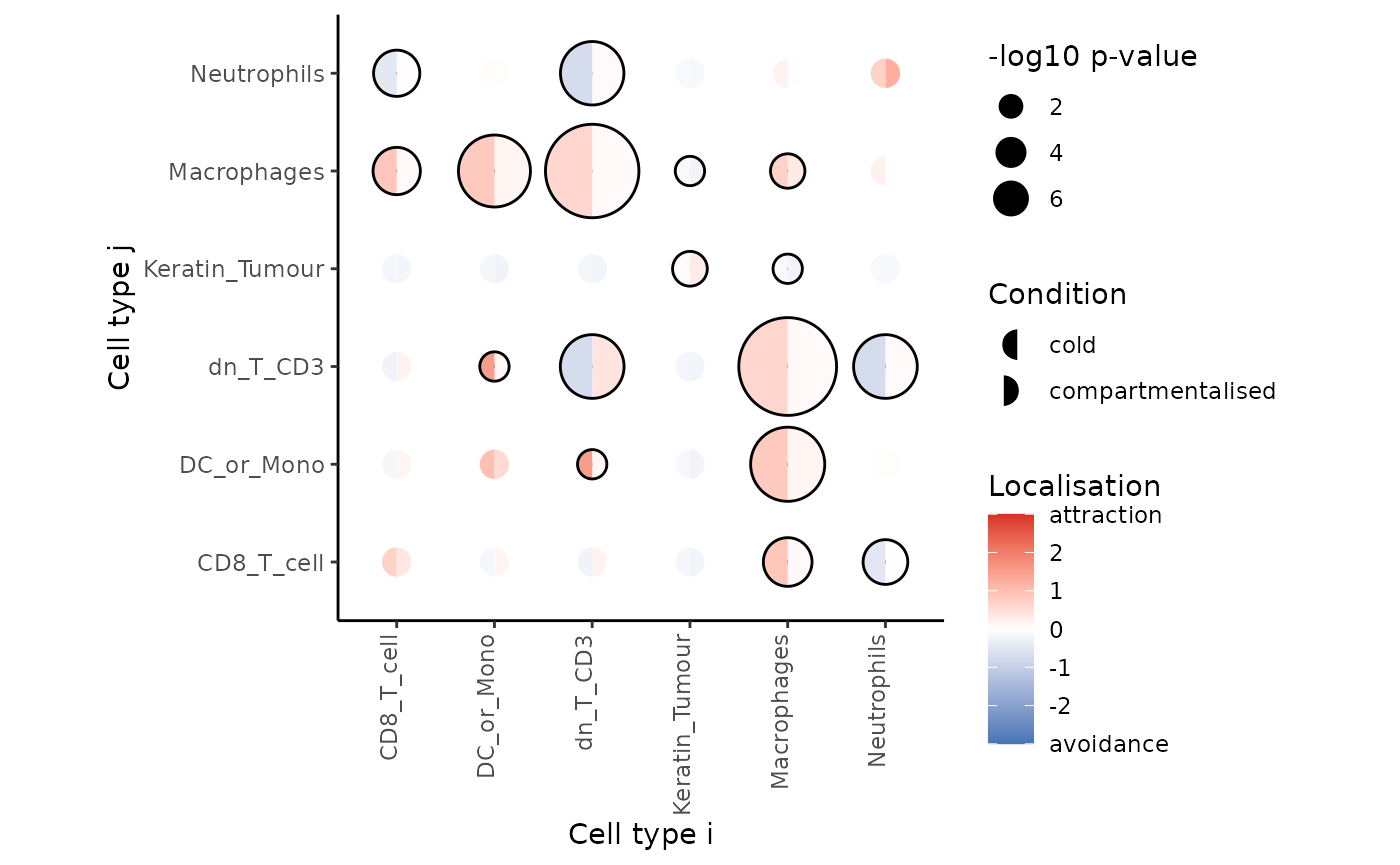 Neutrophils
Macrophages
Keratin_Tumour
dn_T_CD3
DC_or_Mono
CD8_T_cell
Cell type j
CD8_T_cell
DC_or_Mono
dn_T_CD3
Keratin_Tumour
Macrophages
Neutrophils
Cell type i
-log10 p-value
2
4
6
Condition
cold
compartmentalised
Localisation
attraction
2
1
0
-1
-2
avoidance